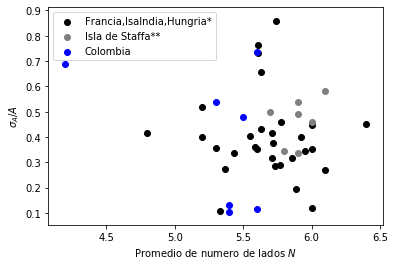 0.9
0.8
0.7
0.6
0.5
0.4
0.3
0.2
0.1
σ_A/A
Francia,IsaIndia,Hungria*
Isla de Staffa**
Colombia
4.5 5.0 5.5 6.0 6.5
Promedio de numero de lados N